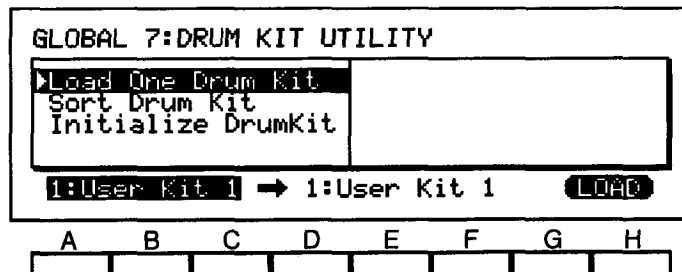 GLOBAL 7:DRUM KIT UTILITY
Load One Drum Kit
Sort Drum Kit
Initialize DrumKit
1:User Kit 1 ➡ 1:User Kit 1 LOAD
A B C D E F G H